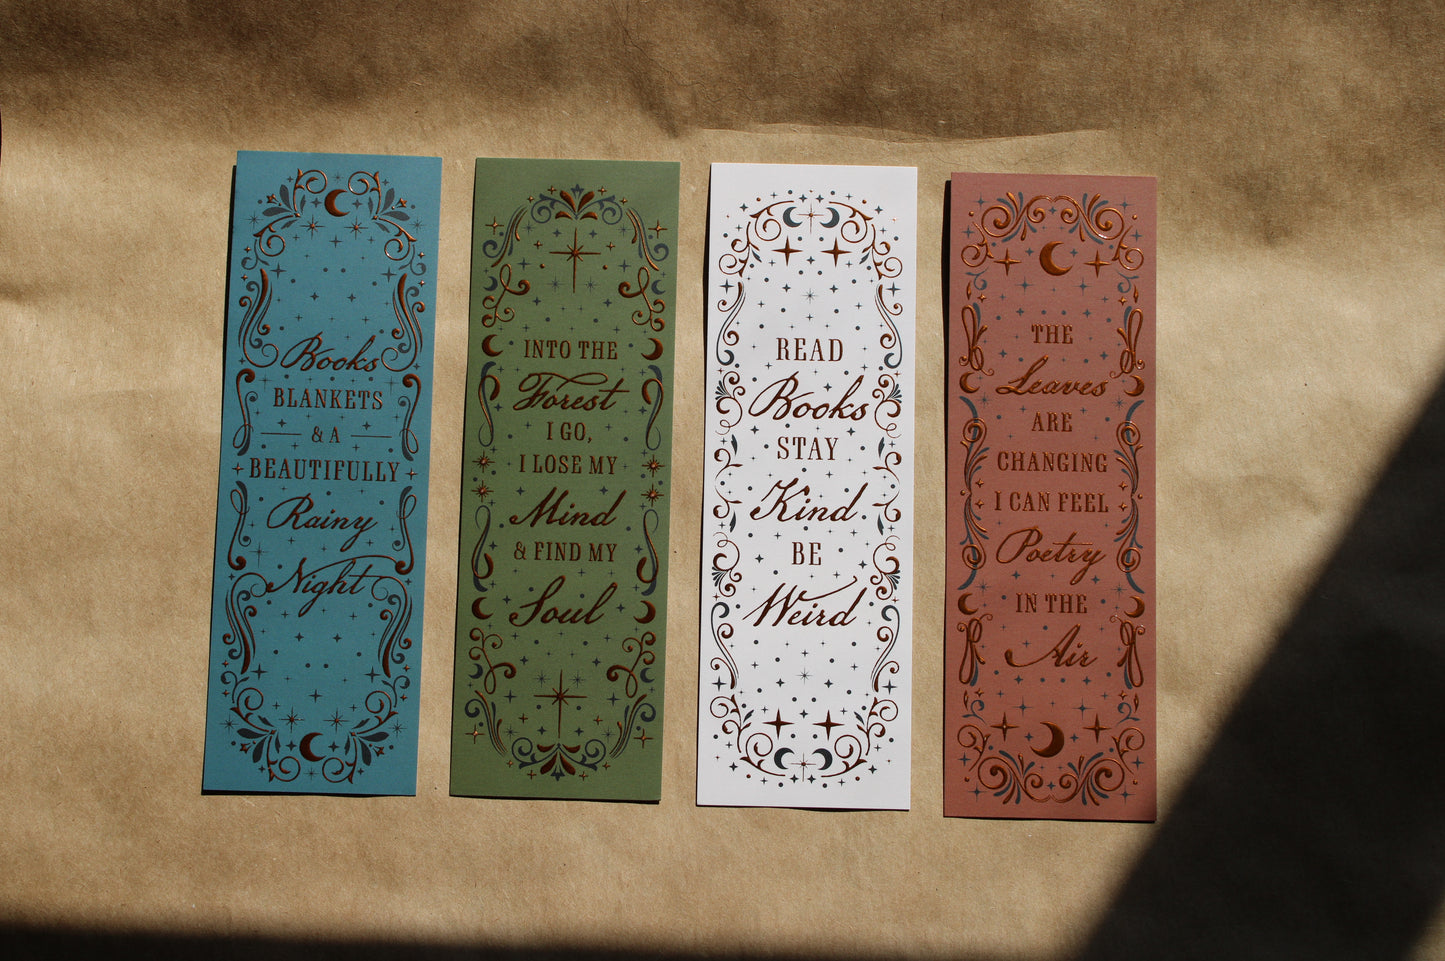 Books
BLANKETS
& A
BEAUTIFULLY
Rainy
Night
INTO THE
Forest
I GO,
I LOSE MY
Mind
& FIND MY
Soul
READ
Books
STAY
Kind
BE
Weird
THE
Leaves
ARE
CHANGING
I CAN FEEL
Poetry
IN THE
Air